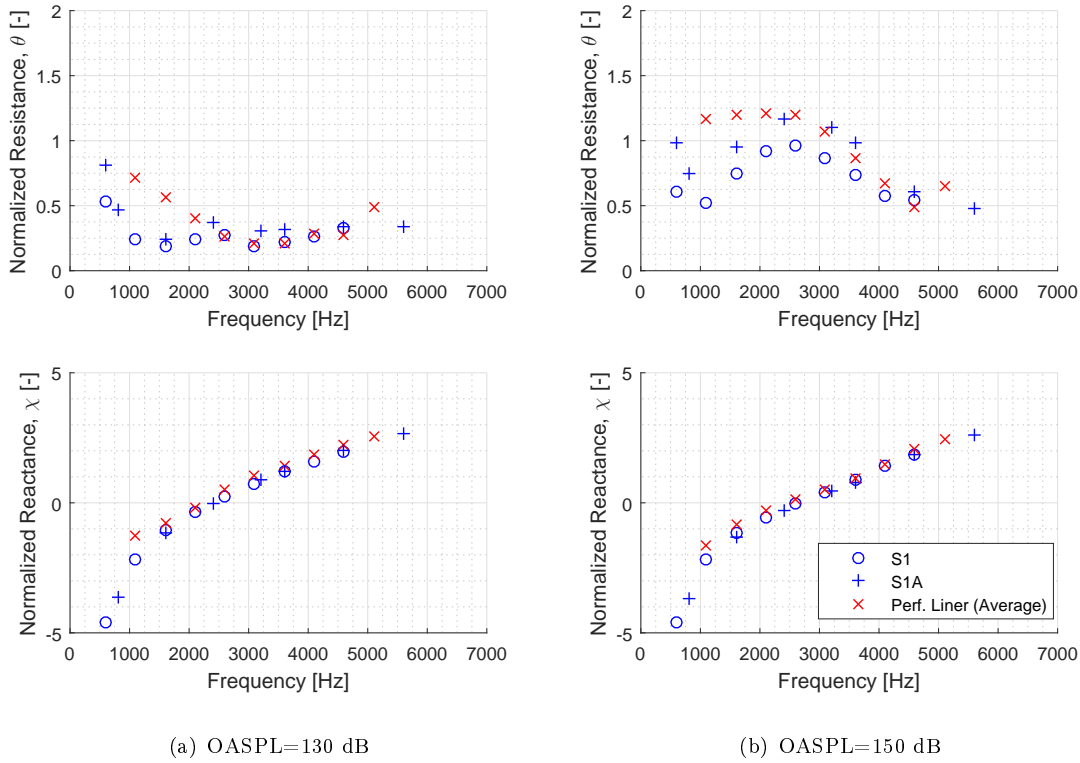 Normalized Resistance, θ [-]
2
1.5
1
0.5
0
0 1000 2000 3000 4000 5000 6000 7000
Frequency [Hz]
Normalized Resistance, θ [-]
2
1.5
1
0.5
0
0 1000 2000 3000 4000 5000 6000 7000
Frequency [Hz]
Normalized Reactance, χ [-]
5
0
-5
0 1000 2000 3000 4000 5000 6000 7000
Frequency [Hz]
Normalized Reactance, χ [-]
5
0
-5
0 1000 2000 3000 4000 5000 6000 7000
Frequency [Hz]
S1
S1A
Perf. Liner (Average)
(a) OASPL=130 dB
(b) OASPL=150 dB